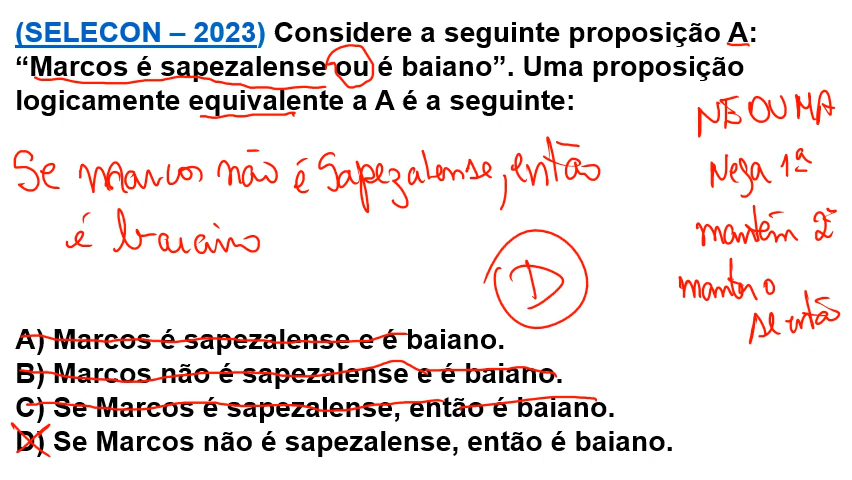 (SELECON – 2023) Considere a seguinte proposição A:
“Marcos é sapezalense ou é baiano”. Uma proposição
logicamente equivalente a A é a seguinte:
NEOUMA
Nega 1ª
mantém 2ª
manter o
se então
Se Marcos não é Sapezalense, então
é baiano
D
A) Marcos é sapezalense e é baiano.
B) Marcos não é sapezalense e é baiano.
C) Se Marcos é sapezalense, então é baiano.
D) Se Marcos não é sapezalense, então é baiano.